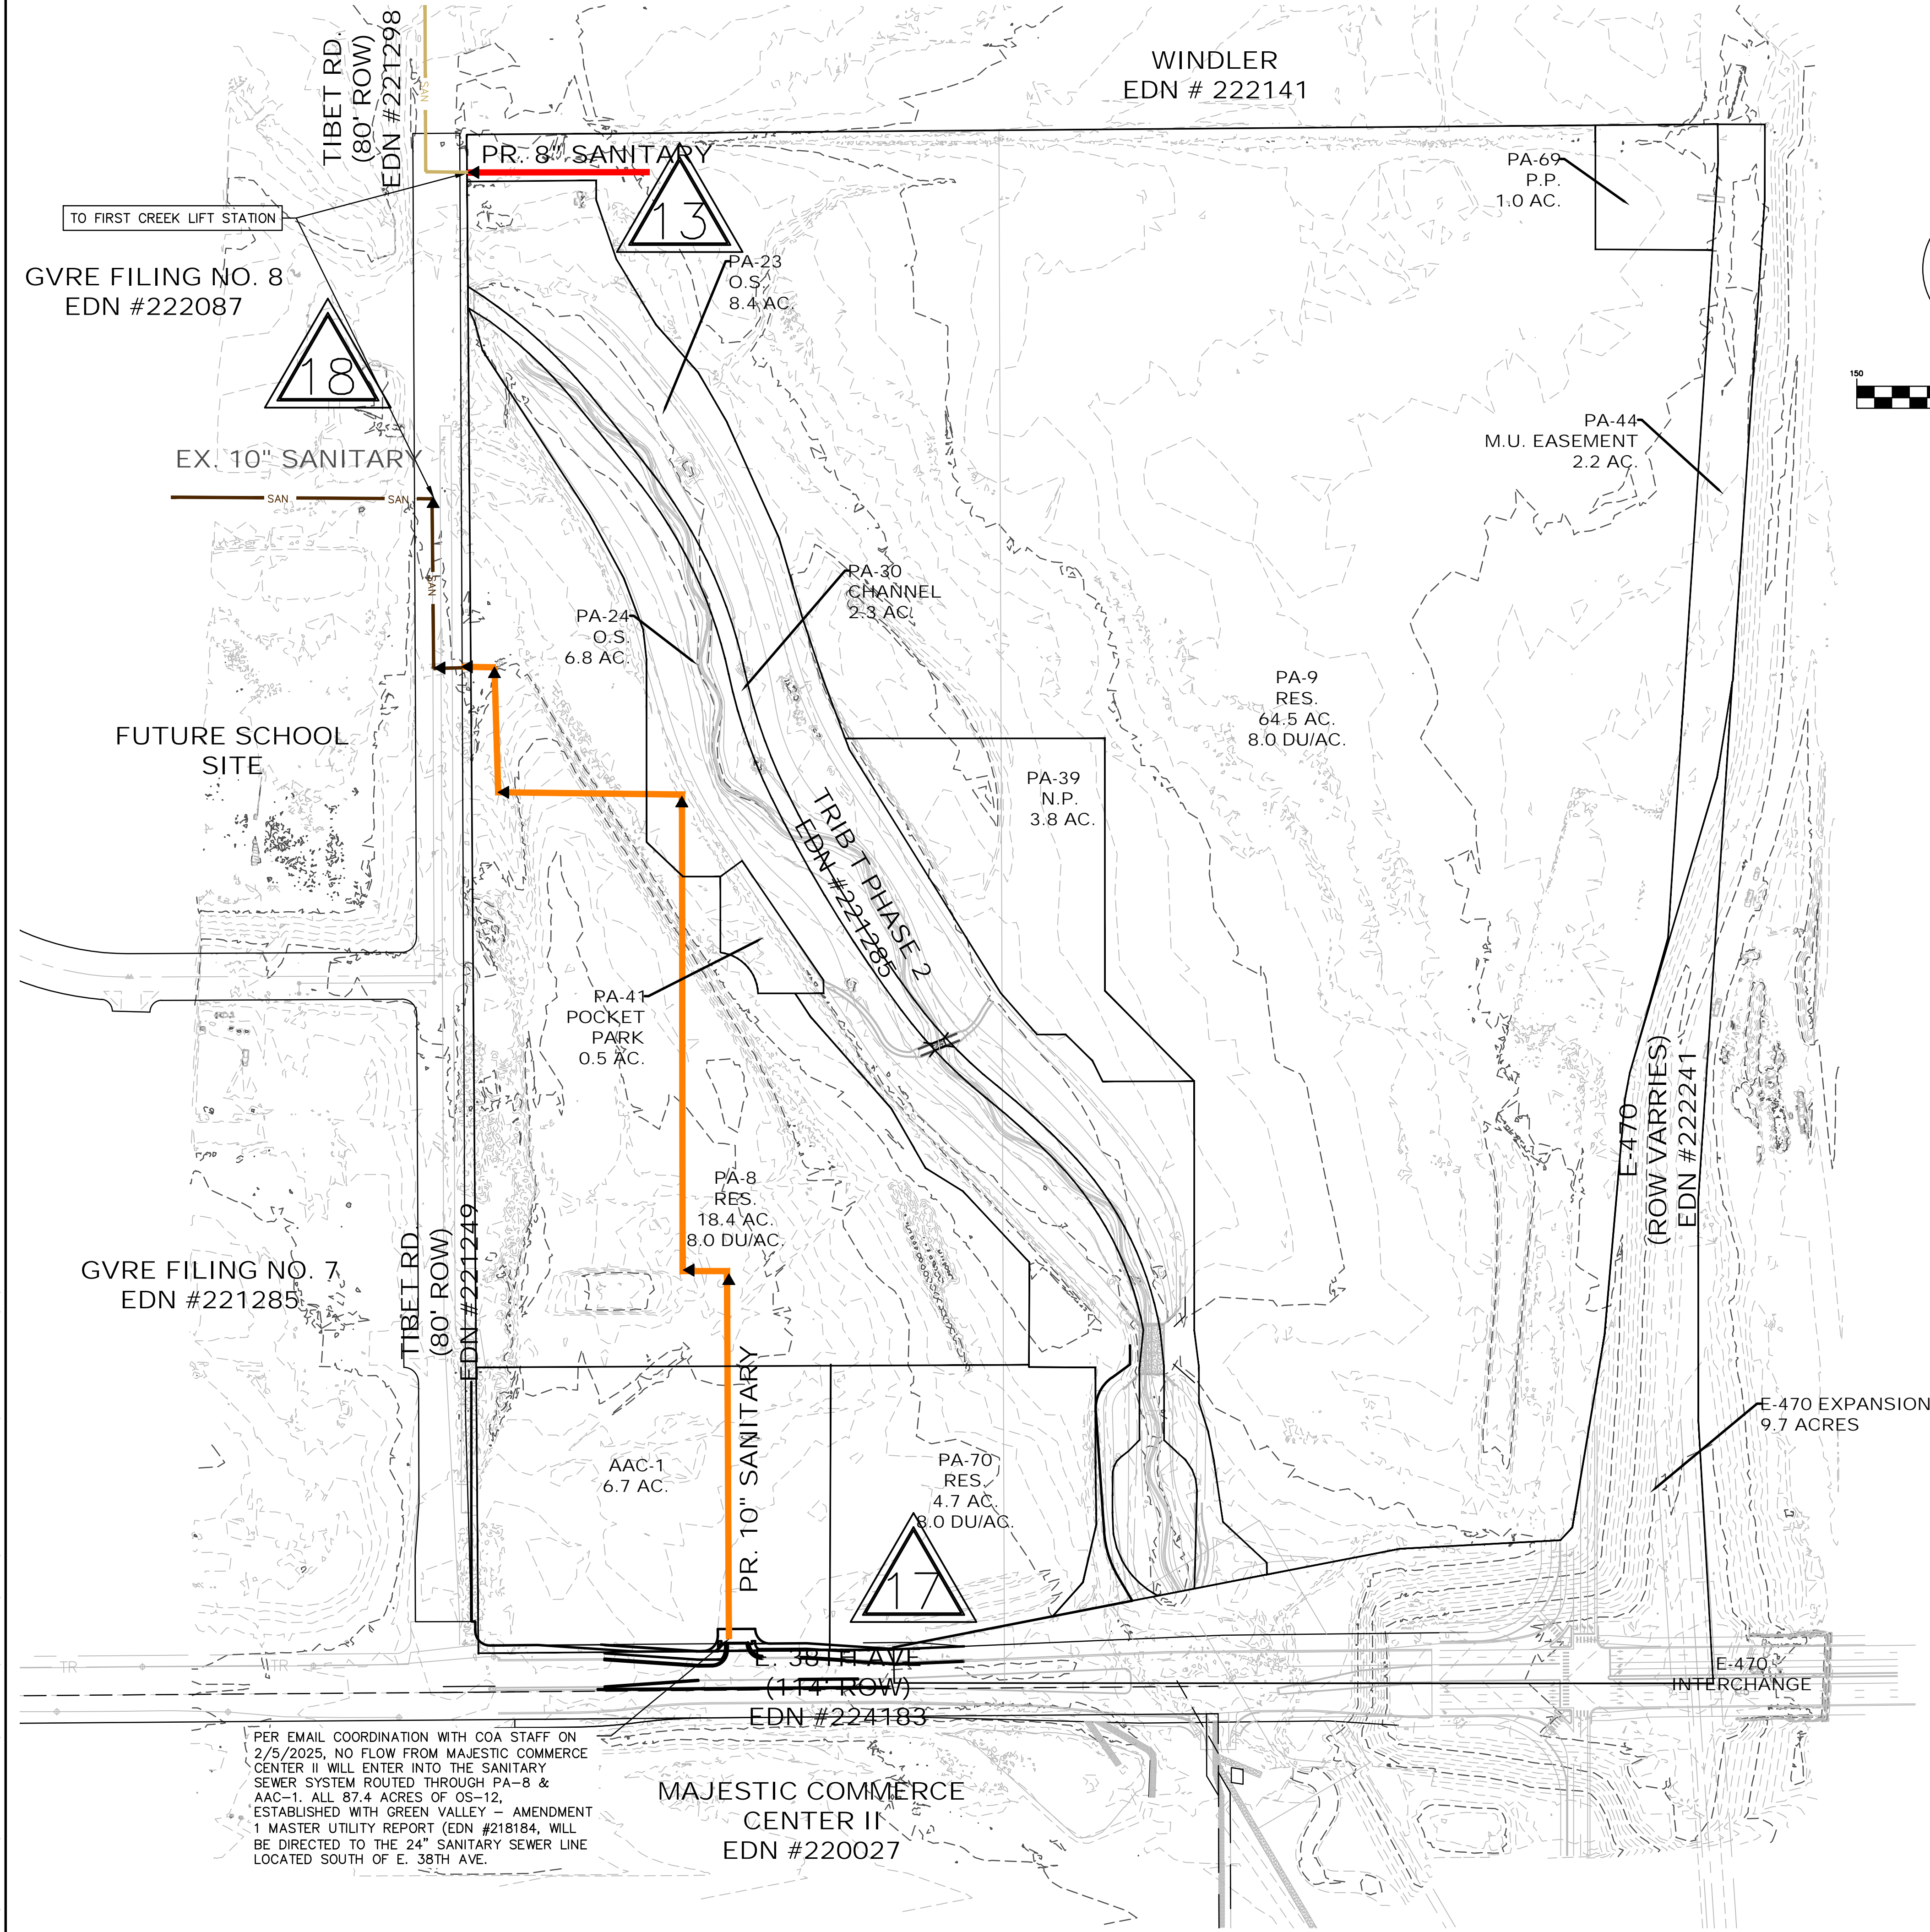 TIBET RD.
(80' ROW)
EDN #221298
SAN
WINDLER
EDN # 222141
PR. 8" SANITARY
PA-69
P.P.
1.0 AC.
13
TO FIRST CREEK LIFT STATION
GVRE FILING NO. 8
EDN #222087
PA-23
O.S.
8.4 AC.
18
150
PA-44
M.U. EASEMENT
2.2 AC.
EX. 10" SANITARY
SAN
SAN
SAN
PA-30
CHANNEL
2.3 AC.
PA-24
O.S.
6.8 AC.
PA-9
RES.
64.5 AC.
8.0 DU/AC.
FUTURE SCHOOL
SITE
PA-39
N.P.
3.8 AC.
TRIB T PHASE 2
EDN #221285
PA-41
POCKET
PARK
0.5 AC.
E-470
(ROW VARRIES)
EDN #222241
PA-8
RES.
18.4 AC.
8.0 DU/AC.
TIBET RD.
(80' ROW)
EDN #221249
GVRE FILING NO. 7
EDN #221285
PR. 10" SANITARY
E-470 EXPANSION
9.7 ACRES
AAC-1
6.7 AC.
PA-70
RES.
4.7 AC.
8.0 DU/AC.
17
TR
TR
E. 38TH AVE
(114' ROW)
EDN #224183
E-470
INTERCHANGE
PER EMAIL COORDINATION WITH COA STAFF ON
2/5/2025, NO FLOW FROM MAJESTIC COMMERCE
CENTER II WILL ENTER INTO THE SANITARY
SEWER SYSTEM ROUTED THROUGH PA-8 &
AAC-1. ALL 87.4 ACRES OF OS-12,
ESTABLISHED WITH GREEN VALLEY - AMENDMENT
1 MASTER UTILITY REPORT (EDN #218184, WILL
BE DIRECTED TO THE 24" SANITARY SEWER LINE
LOCATED SOUTH OF E. 38TH AVE.
MAJESTIC COMMERCE
CENTER II
EDN #220027